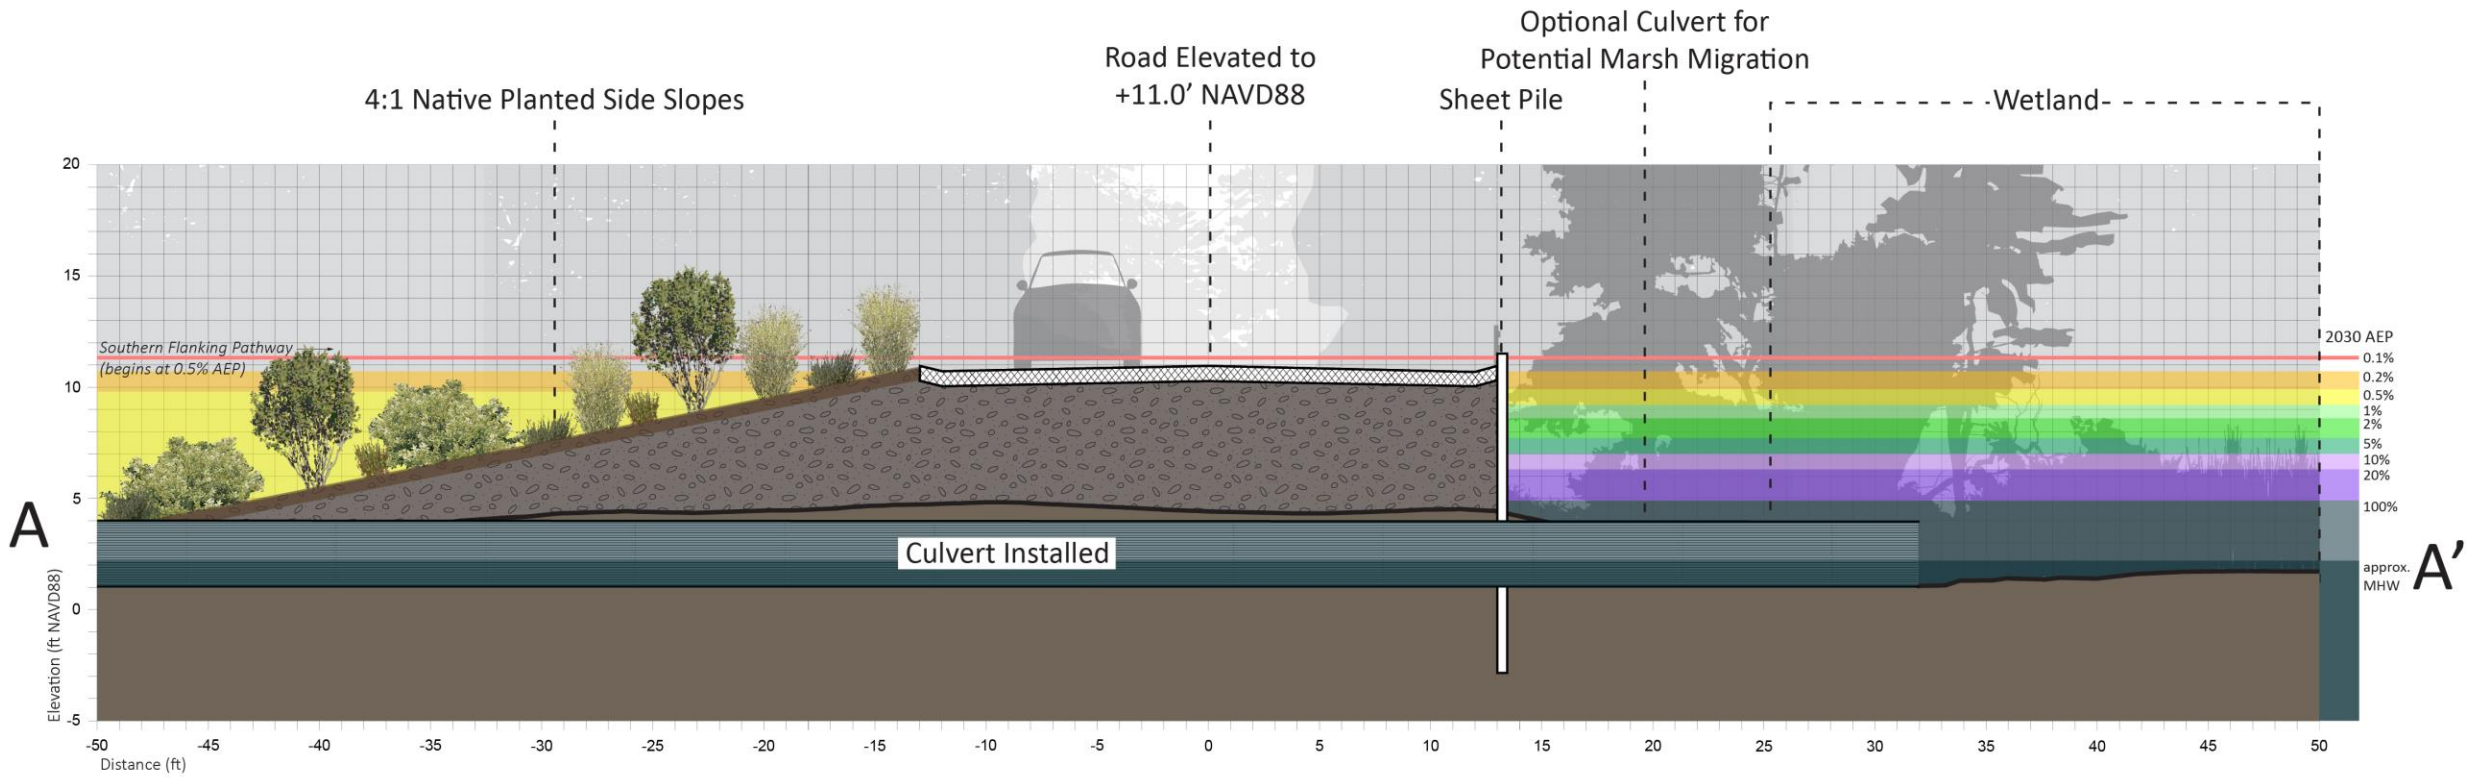 Optional Culvert for
Potential Marsh Migration
Road Elevated to
+11.0’ NAVD88
4:1 Native Planted Side Slopes
Sheet Pile
Wetland
20
15
10
5
0
-5
Elevation (ft NAVD88)
Southern Flanking Pathway
(begins at 0.5% AEP)
2030 AEP
0.1%
0.2%
0.5%
1%
2%
5%
10%
20%
100%
approx.
MHW
A
Culvert Installed
A’
-50 -45 -40 -35 -30 -25 -20 -15 -10 -5 0 5 10 15 20 25 30 35 40 45 50
Distance (ft)